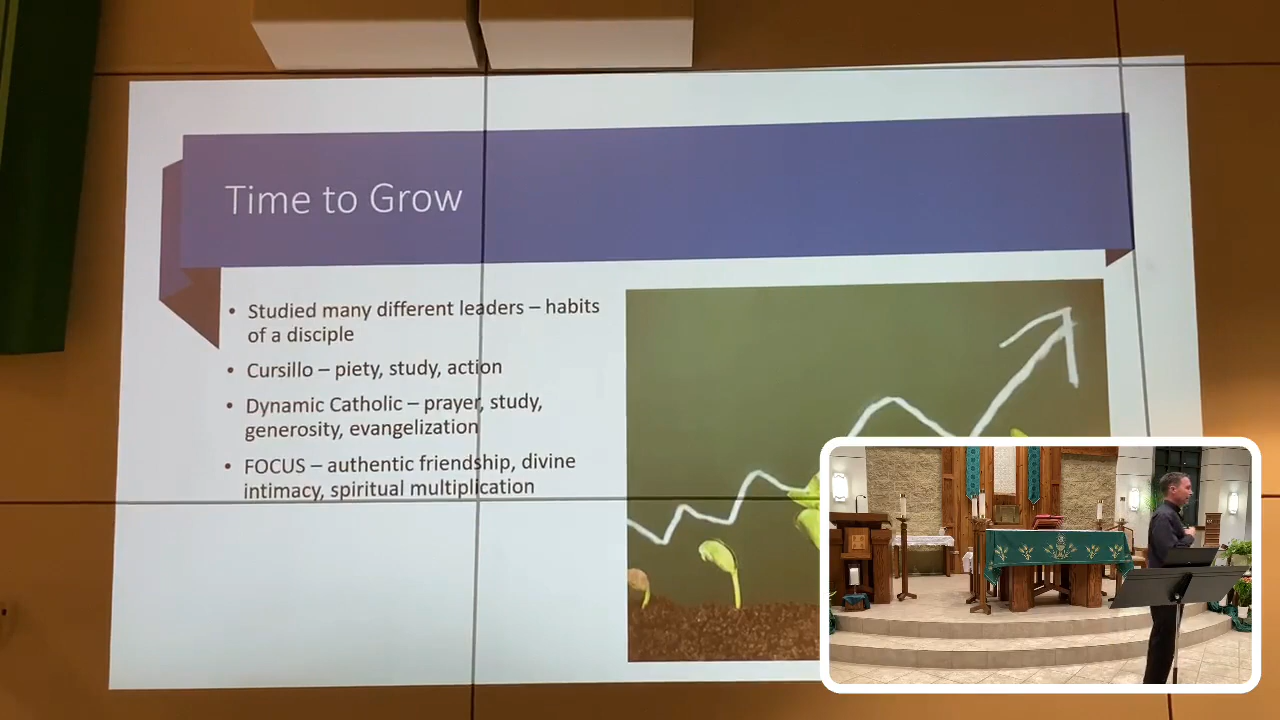 Time to Grow
• Studied many different leaders – habits
of a disciple
• Cursillo – piety, study, action
• Dynamic Catholic – prayer, study,
generosity, evangelization
• FOCUS – authentic friendship, divine
intimacy, spiritual multiplication